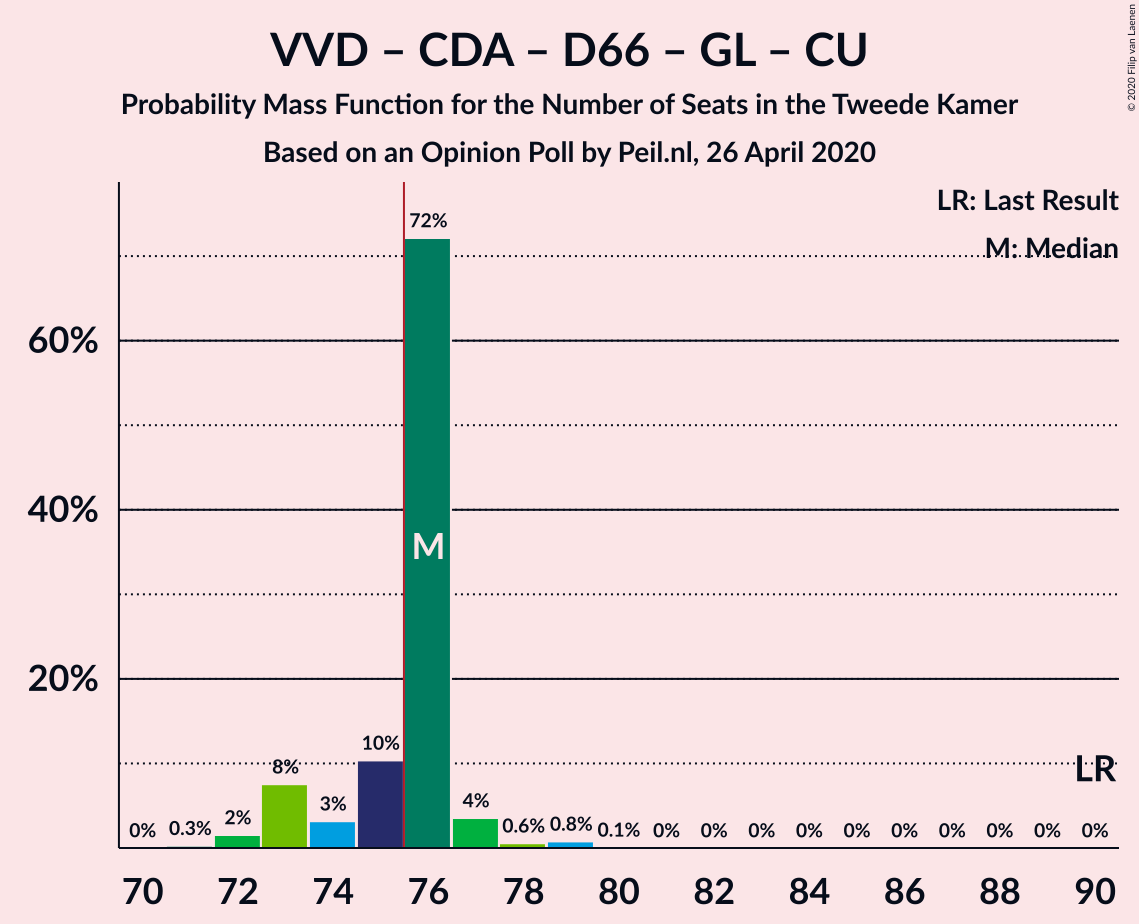 VVD – CDA – D66 – GL – CU
Probability Mass Function for the Number of Seats in the Tweede Kamer
Based on an Opinion Poll by Peil.nl, 26 April 2020
© 2020 Filip van Laenen
LR: Last Result
M: Median
60%
40%
20%
0% 0.3% 2% 8% 3% 10% 72% 4% 0.6% 0.8% 0.1% 0% 0% 0% 0% 0% 0% 0% 0% 0% 0%
M
LR
70 72 74 76 78 80 82 84 86 88 90